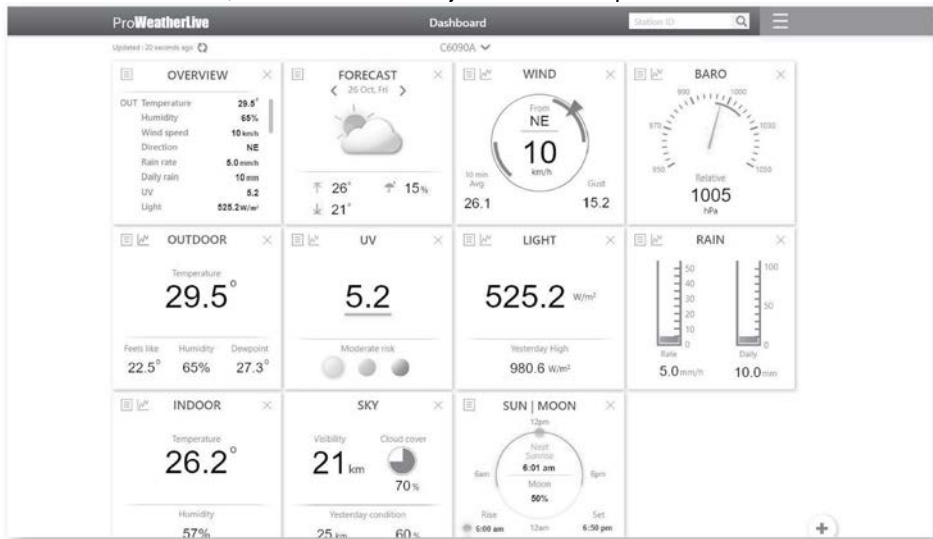 ProWeatherLive
Dashboard
Station ID
Updated : 20 seconds ago
C6090A
OVERVIEW
OUT Temperature 29.5°
Humidity 65%
Wind speed 10 km/h
Direction NE
Rain rate 5.0 mm/h
Daily rain 10 mm
UV 5.2
Light 525.2 W/m²
FORECAST
26 Oct, Fri
26° 15%
21°
WIND
From
NE
10
km/h
10 min
Avg
Gust
26.1 15.2
BARO
990 1000
970 1030
950 1050
Relative
1005
hPa
OUTDOOR
Temperature
29.5°
Feels like Humidity Dewpoint
22.5° 65% 27.3°
UV
5.2
Moderate risk
LIGHT
525.2 W/m²
Yesterday High
980.6 W/m²
RAIN
50 100
40
30
50
20
10
0 0
Rate Daily
5.0 mm/h 10.0 mm
INDOOR
Temperature
26.2°
Humidity
57%
SKY
Visibility Cloud cover
21 km
70%
Yesterday condition
25 km 60%
SUN | MOON
12pm
Next
Sunrise
6:01 am
6am 6pm
Moon
50%
Rise Set
6:00 am 12am 6:50 pm